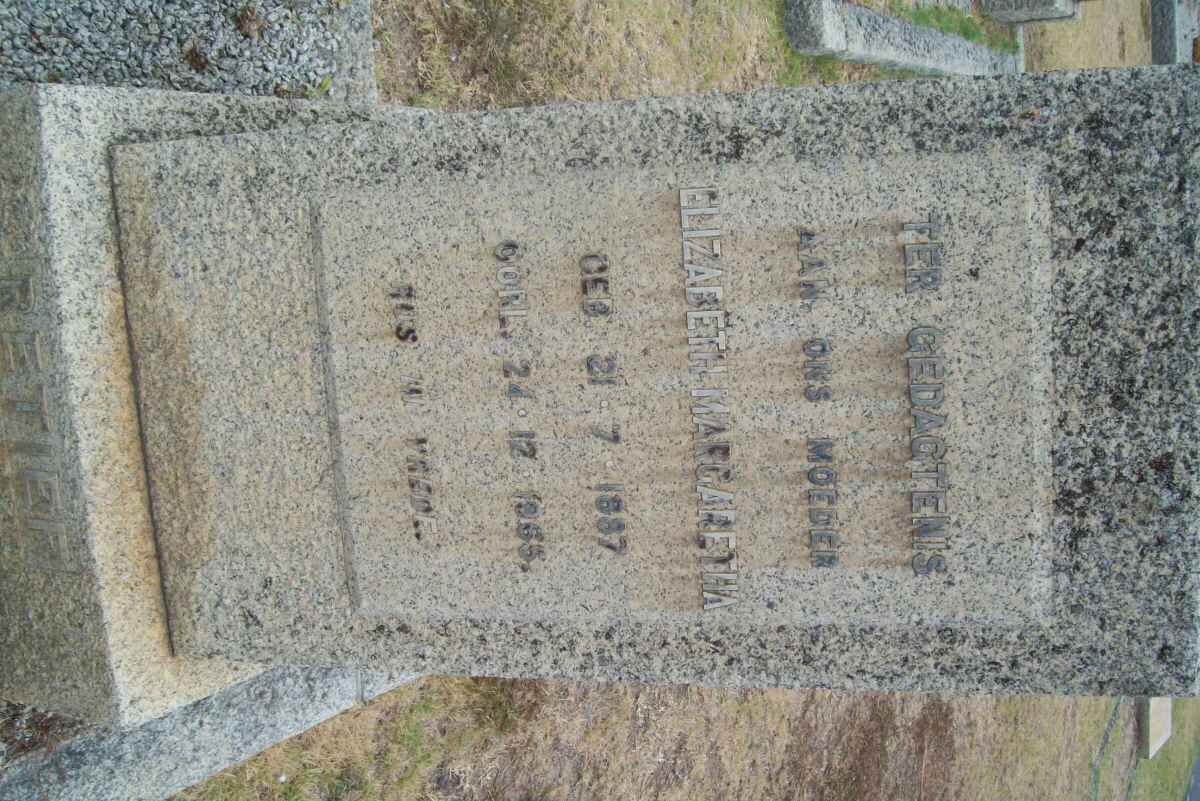 TER GEDAGTENIS
AAN ONS MOEDER
ELIZABETH MARGARETHA
GEB. 21·7·1887
OORL. 24·12·1965.
RUS IN VREDE.
RETIEF